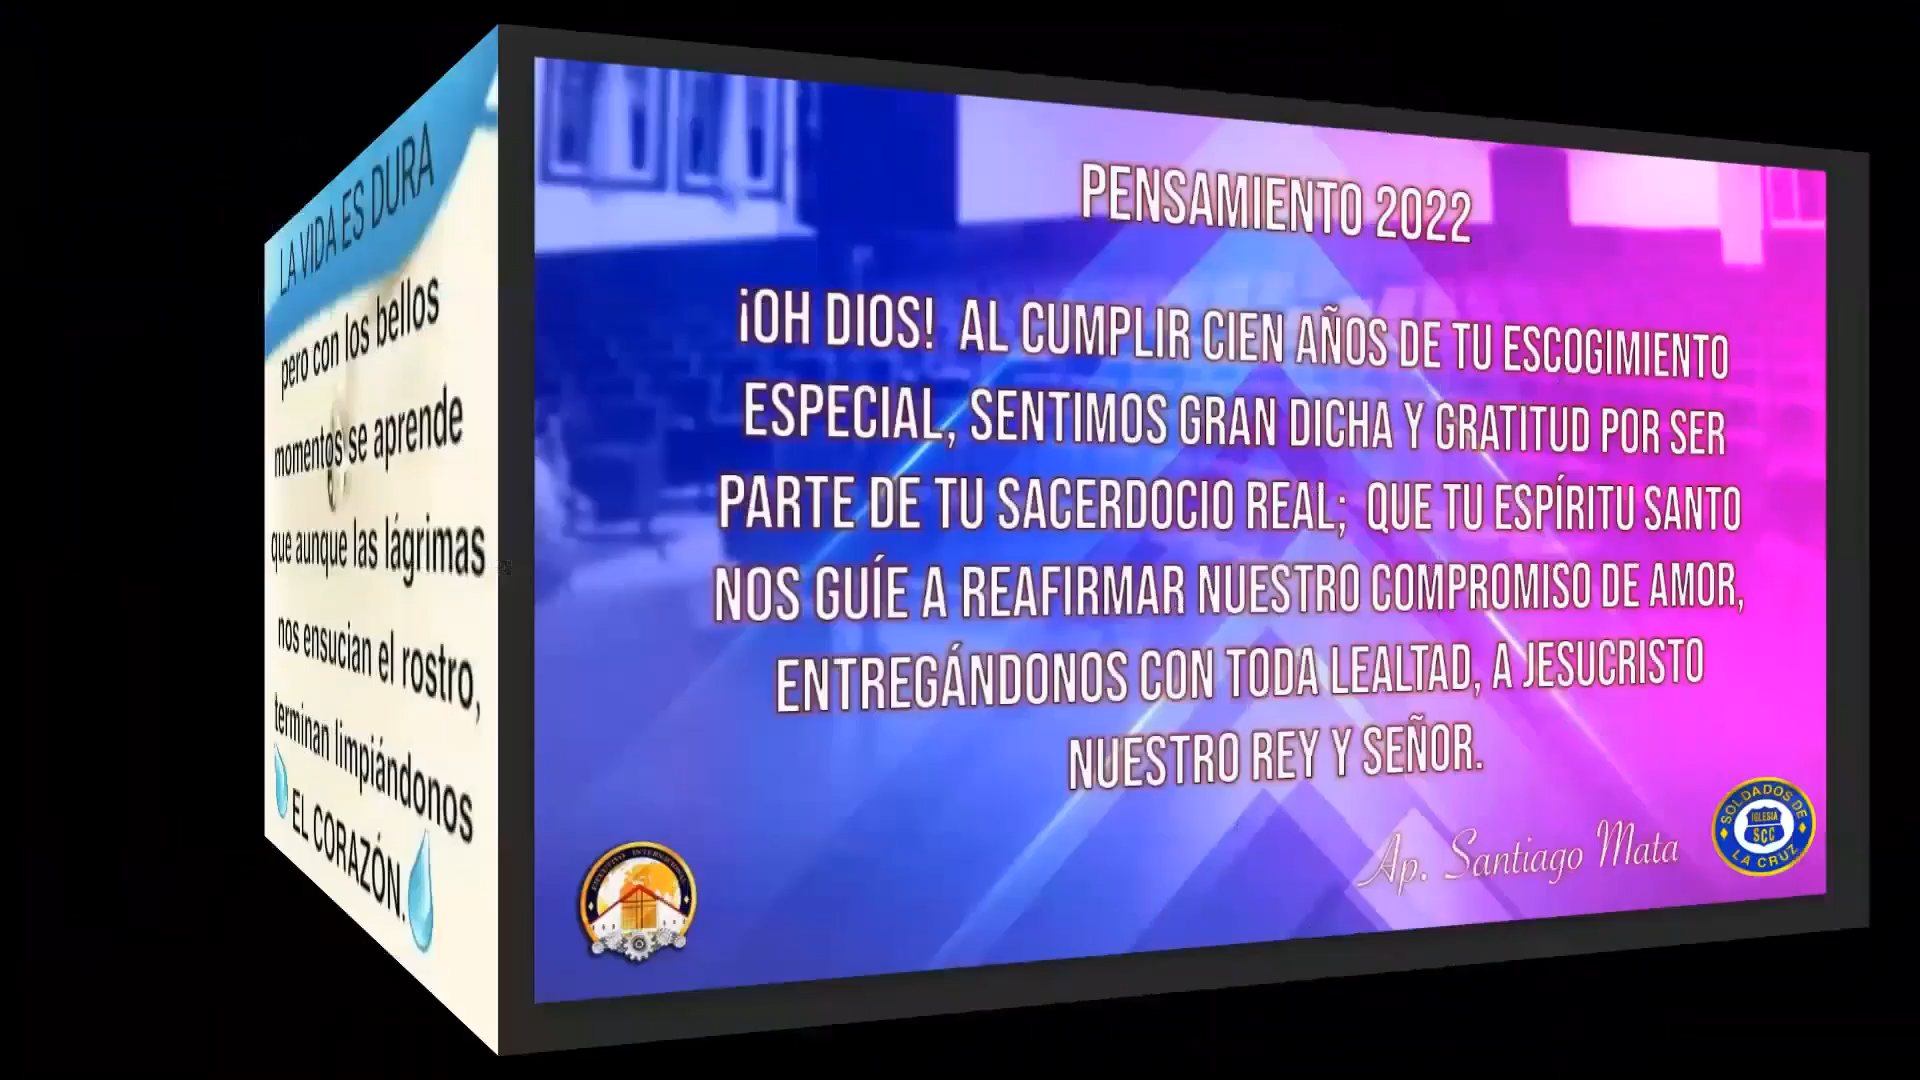 LA VIDA ES DURA
pero con los bellos
momentos se aprende
que aunque las lágrimas
nos ensucian el rostro,
terminan limpiándonos
EL CORAZÓN.
PENSAMIENTO 2022
¡OH DIOS! AL CUMPLIR CIEN AÑOS DE TU ESCOGIMIENTO
ESPECIAL, SENTIMOS GRAN DICHA Y GRATITUD POR SER
PARTE DE TU SACERDOCIO REAL; QUE TU ESPÍRITU SANTO
NOS GUÍE A REAFIRMAR NUESTRO COMPROMISO DE AMOR,
ENTREGÁNDONOS CON TODA LEALTAD, A JESUCRISTO
NUESTRO REY Y SEÑOR.
Ap. Santiago Mata
SOLDADOS DE
IGLESIA
SCC
LA CRUZ